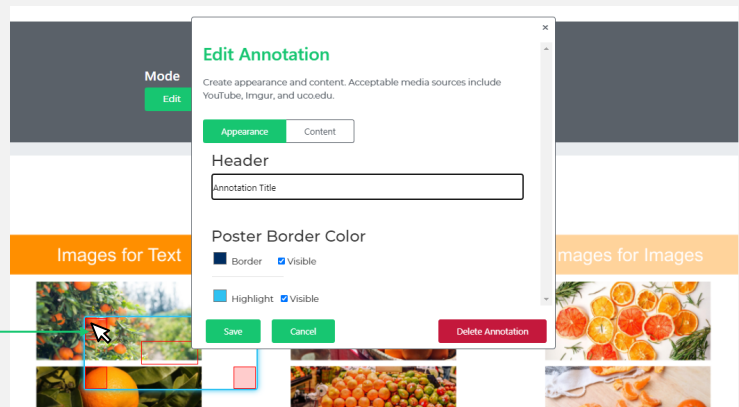 ×
Edit Annotation
Create appearance and content. Acceptable media sources include
YouTube, Imgur, and uco.edu.
Mode
Edit
Appearance
Content
Header
Annotation Title
Poster Border Color
Border
Visible
Highlight
Visible
Save
Cancel
Delete Annotation
Images for Text
mages for Images